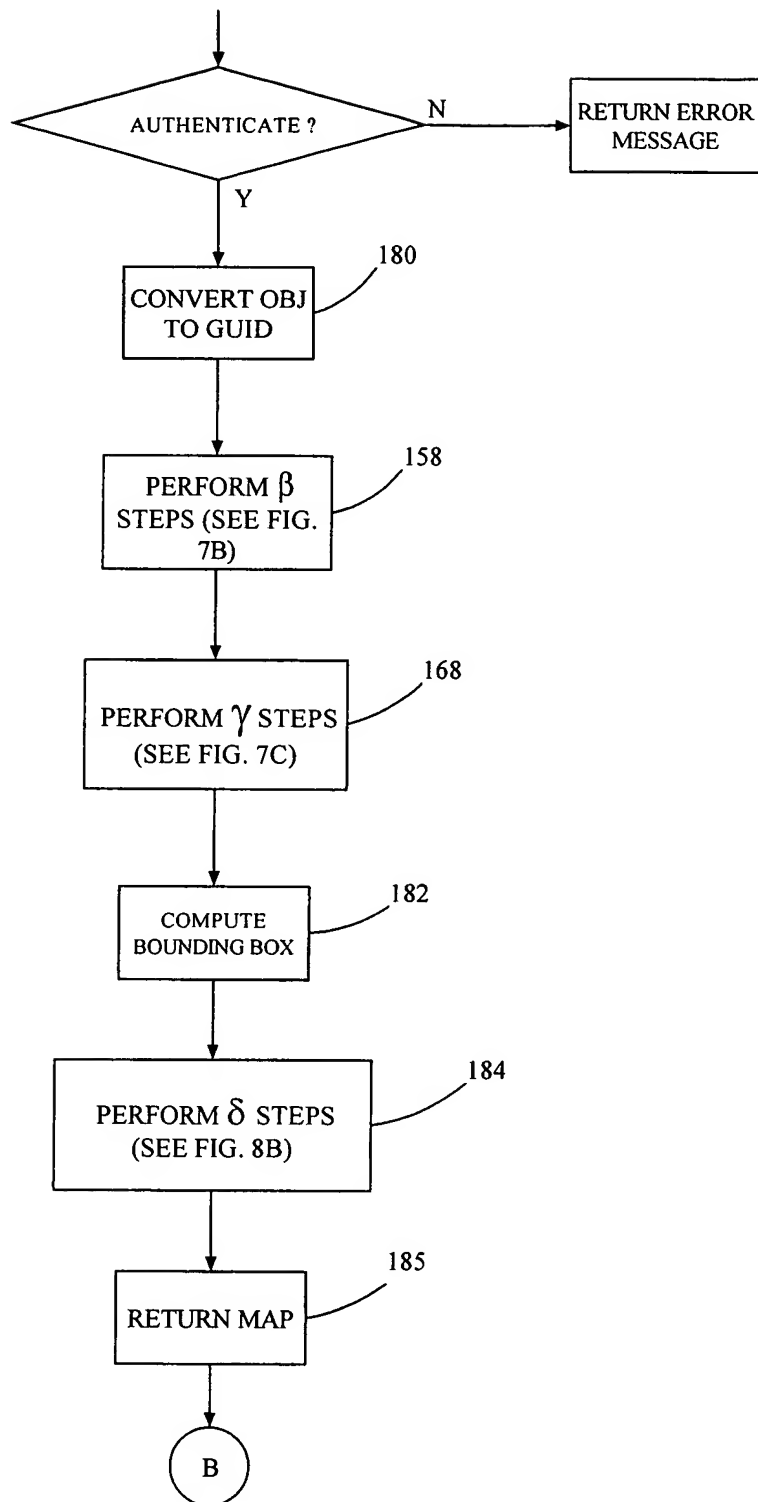 AUTHENTICATE ?
N
RETURN ERROR
MESSAGE
Y
180
CONVERT OBJ
TO GUID
158
PERFORM β
STEPS (SEE FIG.
7B)
168
PERFORM γ STEPS
(SEE FIG. 7C)
182
COMPUTE
BOUNDING BOX
184
PERFORM δ STEPS
(SEE FIG. 8B)
185
RETURN MAP
B